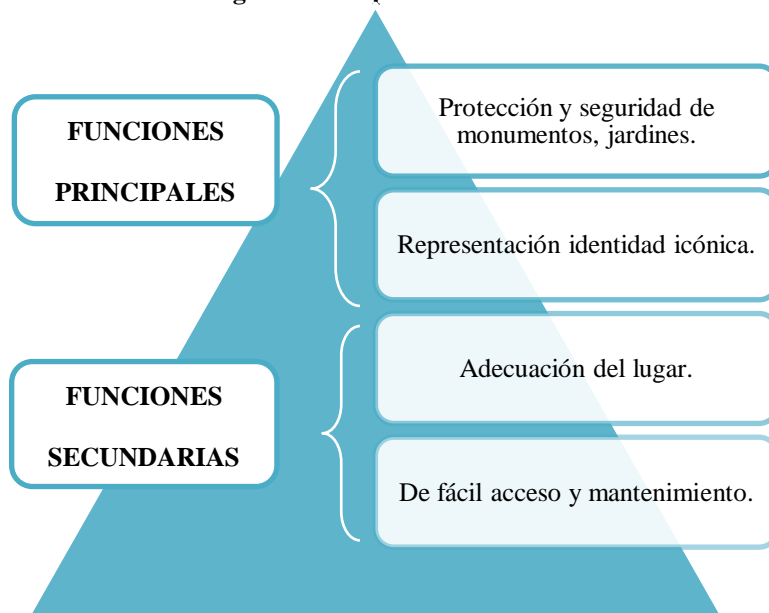 FUNCIONES
PRINCIPALES
Protección y seguridad de
monumentos, jardines.
Representación identidad icónica.
FUNCIONES
SECUNDARIAS
Adecuación del lugar.
De fácil acceso y mantenimiento.